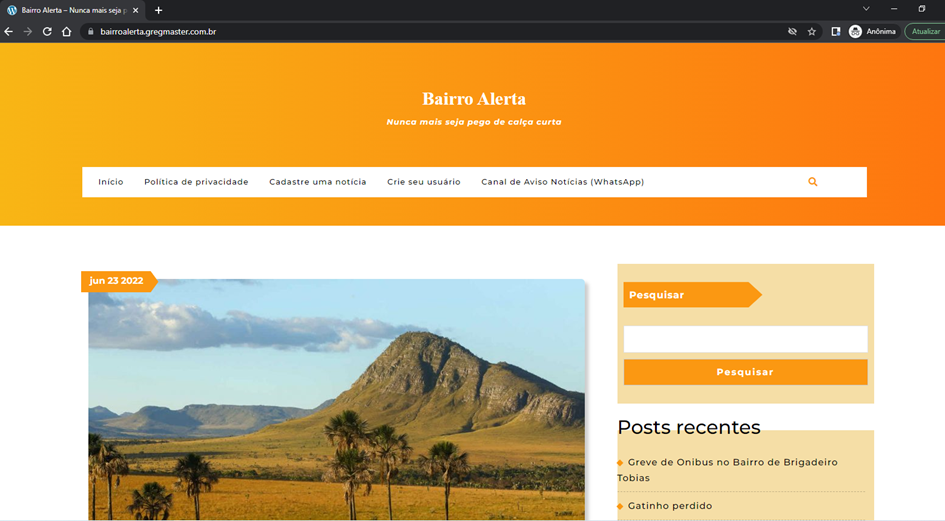 Bairro Alerta – Nunca mais seja p
bairroalerta.gregmaster.com.br
Anônima
Atualizar
Bairro Alerta
Nunca mais seja pego de calça curta
Início
Política de privacidade
Cadastre uma notícia
Crie seu usuário
Canal de Aviso Notícias (WhatsApp)
jun 23 2022
Pesquisar
Pesquisar
Posts recentes
Greve de Onibus no Bairro de Brigadeiro
Tobias
Gatinho perdido